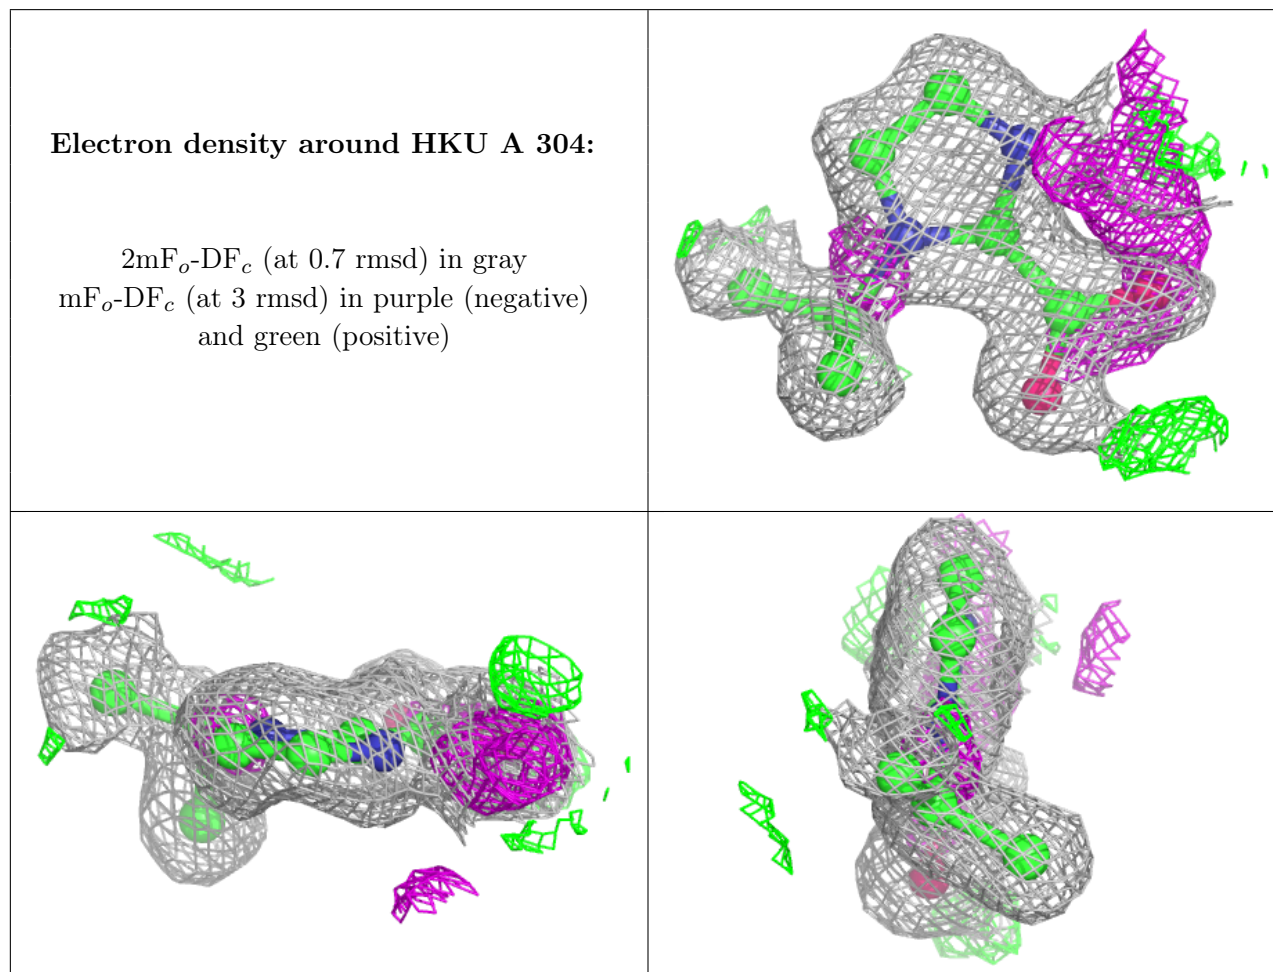 Electron density around HKU A 304:
2mFo-DFc (at 0.7 rmsd) in gray
mFo-DFc (at 3 rmsd) in purple (negative)
and green (positive)